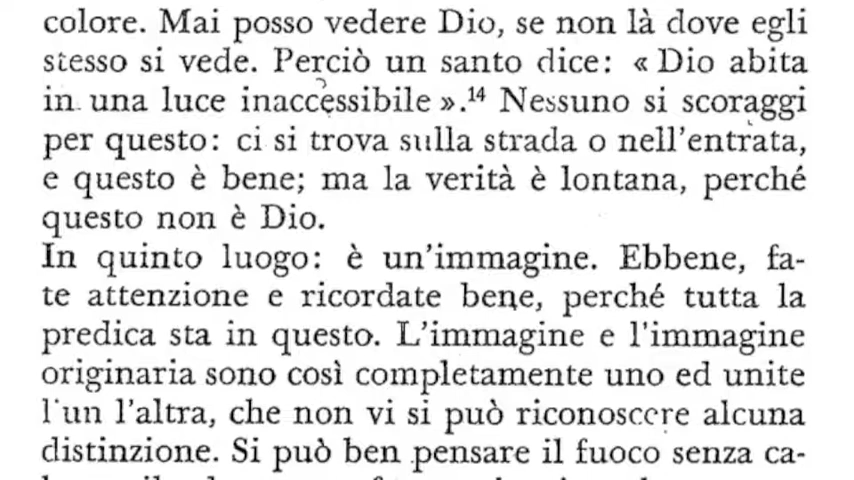 colore. Mai posso vedere Dio, se non là dove egli
stesso si vede. Perciò un santo dice: « Dio abita
in una luce inaccessibile ».¹⁴ Nessuno si scoraggi
per questo: ci si trova sulla strada o nell'entrata,
e questo è bene; ma la verità è lontana, perché
questo non è Dio.
In quinto luogo: è un'immagine. Ebbene, fa-
te attenzione e ricordate bene, perché tutta la
predica sta in questo. L'immagine e l'immagine
originaria sono così completamente uno ed unite
l'un l'altra, che non vi si può riconoscere alcuna
distinzione. Si può ben pensare il fuoco senza ca-